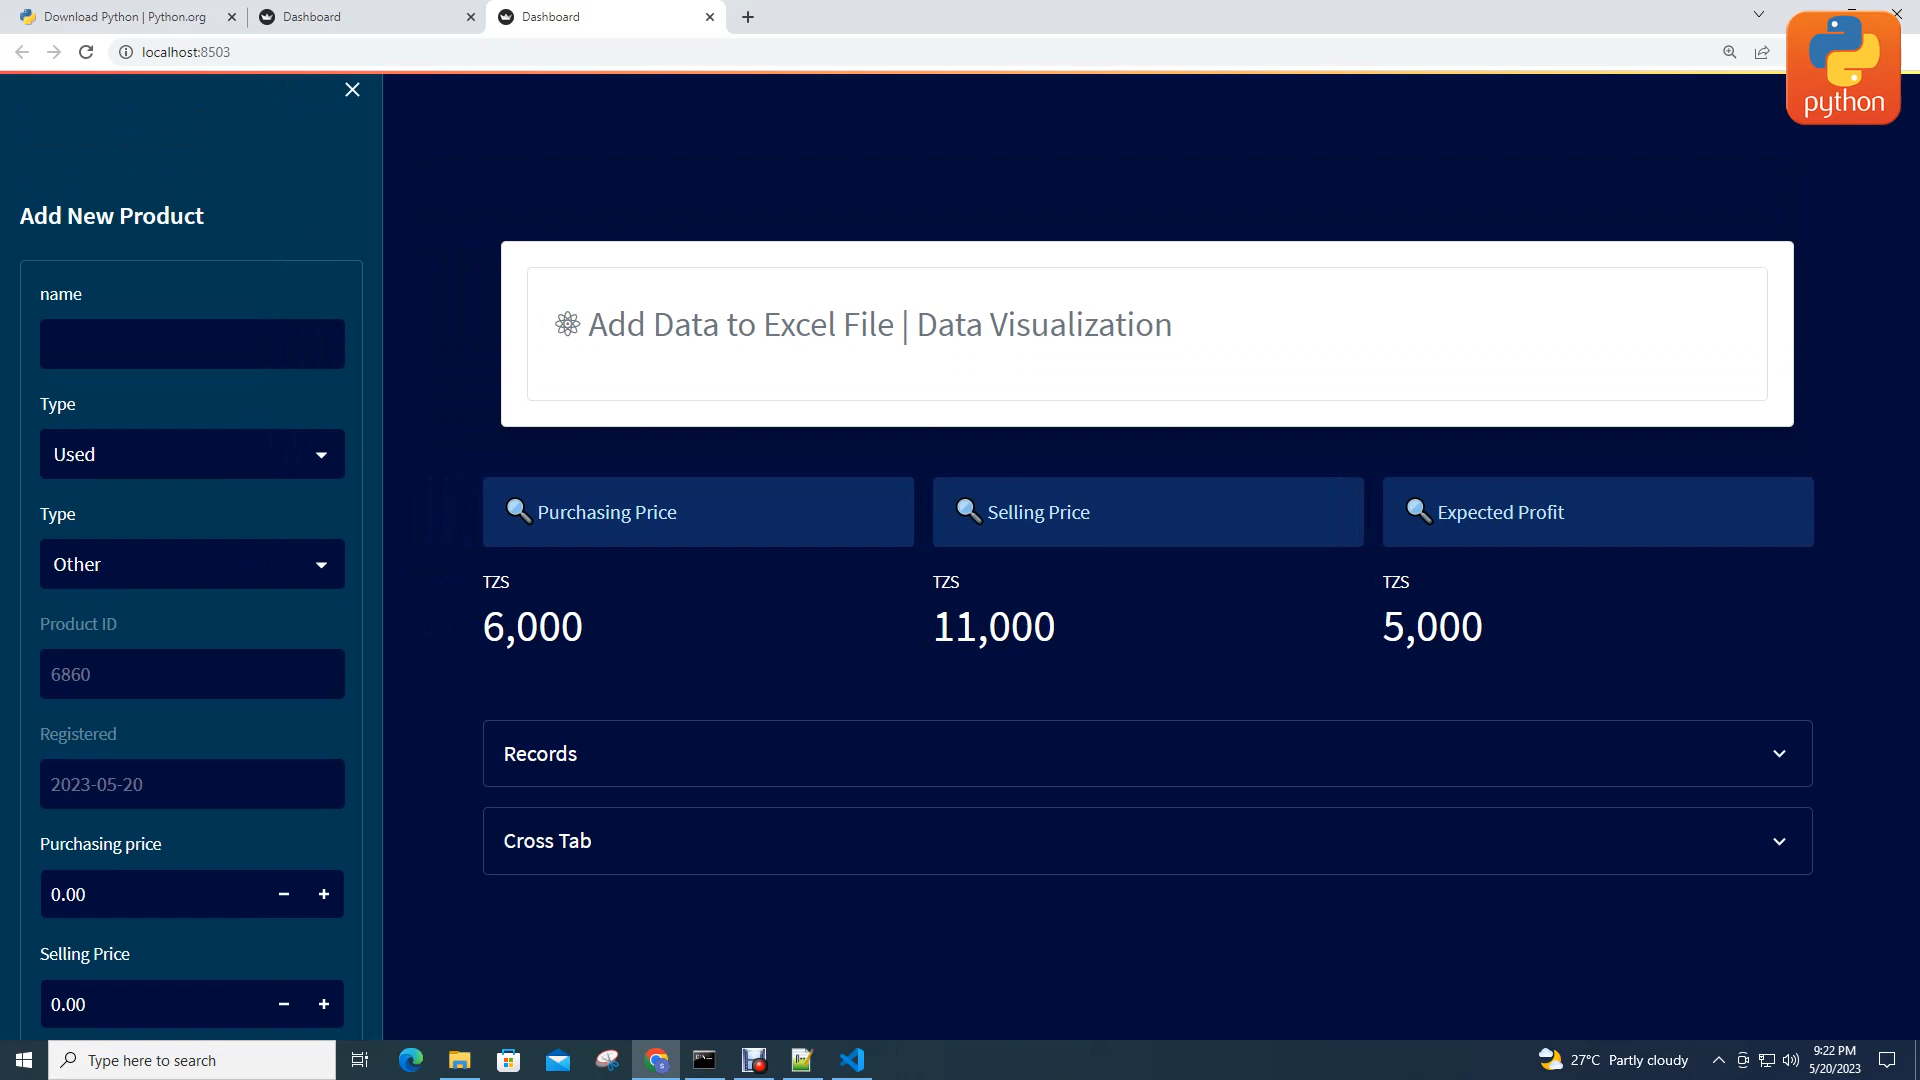 Download Python | Python.org
Dashboard
Dashboard
localhost:8503
python
Add New Product
name
Type
Used
Type
Other
Product ID
6860
Registered
2023-05-20
Purchasing price
0.00
Selling Price
0.00
Add Data to Excel File | Data Visualization
Purchasing Price
TZS
6,000
Selling Price
TZS
11,000
Expected Profit
TZS
5,000
Records
Cross Tab
Type here to search
27°C Partly cloudy
9:22 PM
5/20/2023